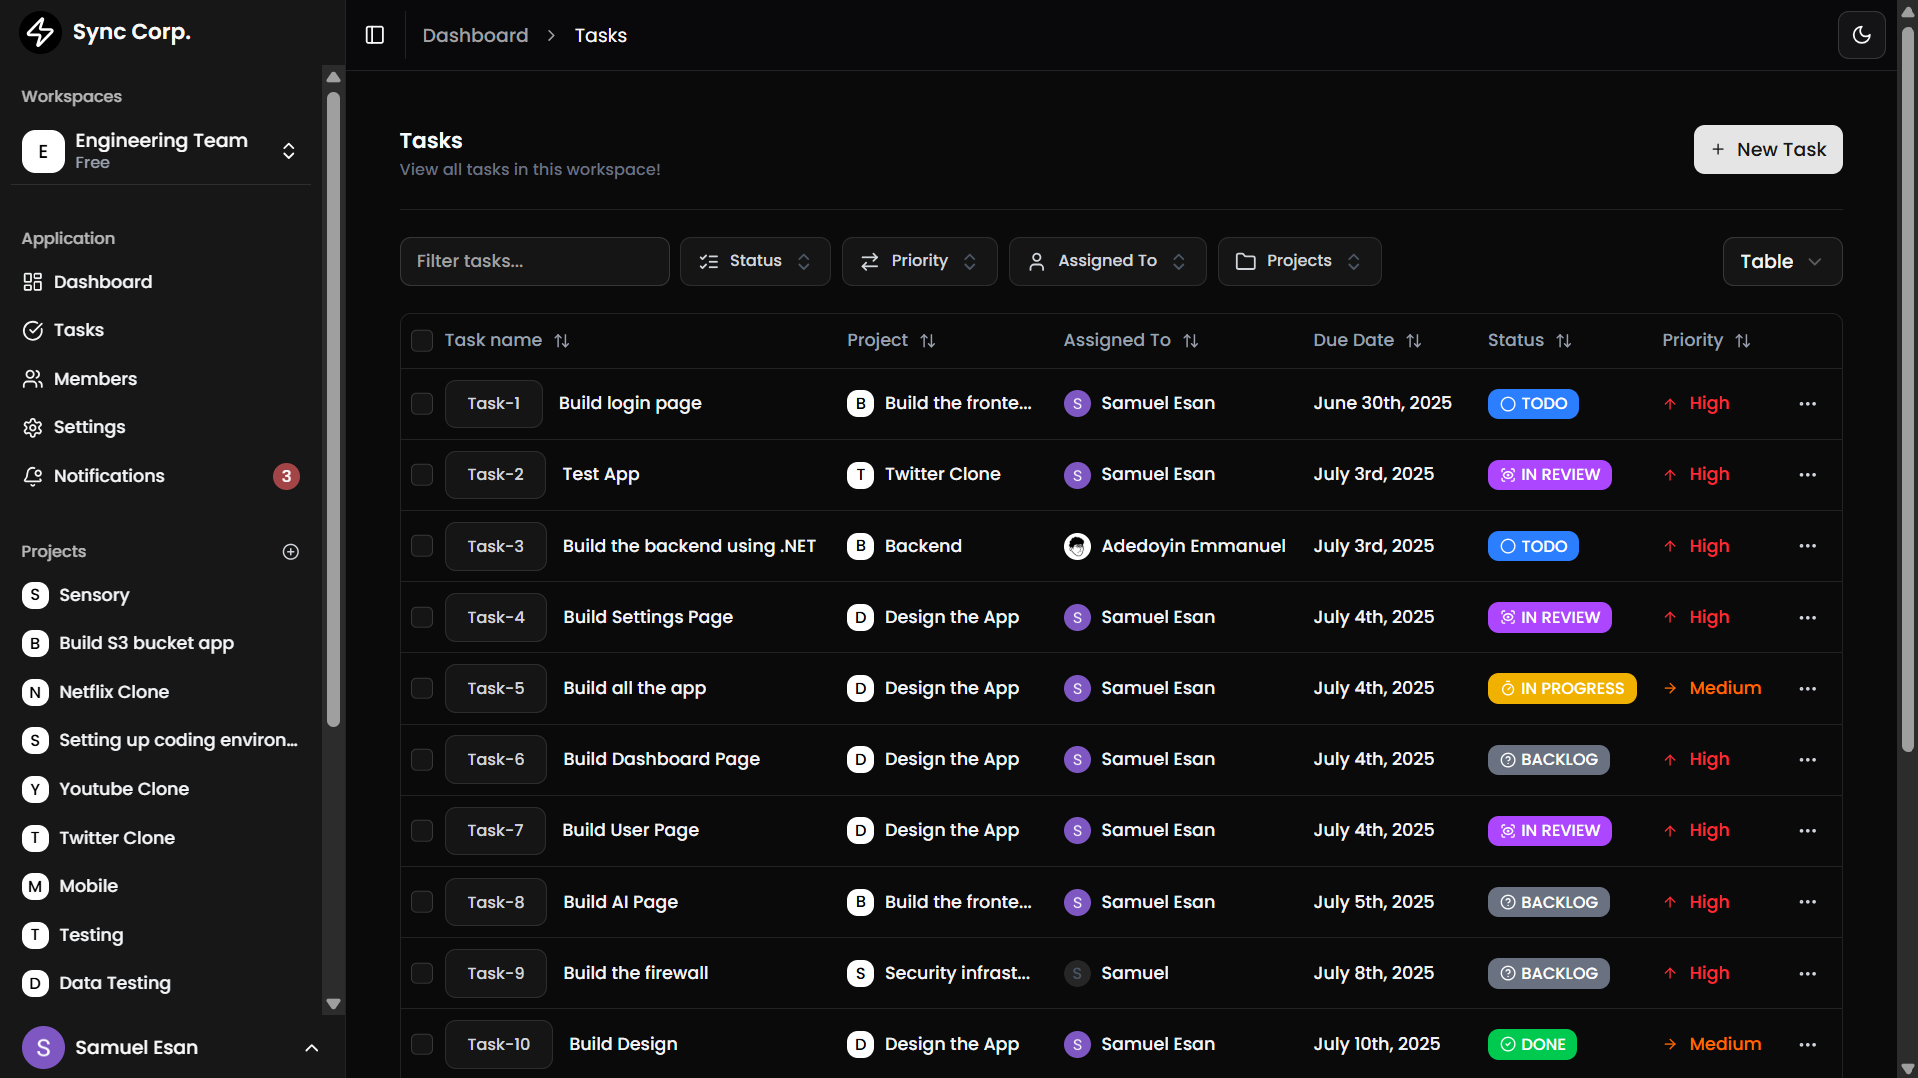 Sync Corp.
Workspaces
E Engineering Team
Free
Application
Dashboard
Tasks
Members
Settings
Notifications 3
Projects
S Sensory
B Build S3 bucket app
N Netflix Clone
S Setting up coding environ...
Y Youtube Clone
T Twitter Clone
M Mobile
T Testing
D Data Testing
S Samuel Esan
Dashboard > Tasks
Tasks
View all tasks in this workspace!
+ New Task
Filter tasks... Status Priority Assigned To Projects Table
Task name Project Assigned To Due Date Status Priority
Task-1 Build login page B Build the fronte... S Samuel Esan June 30th, 2025 TODO High
Task-2 Test App T Twitter Clone S Samuel Esan July 3rd, 2025 IN REVIEW High
Task-3 Build the backend using .NET B Backend Adedoyin Emmanuel July 3rd, 2025 TODO High
Task-4 Build Settings Page D Design the App S Samuel Esan July 4th, 2025 IN REVIEW High
Task-5 Build all the app D Design the App S Samuel Esan July 4th, 2025 IN PROGRESS Medium
Task-6 Build Dashboard Page D Design the App S Samuel Esan July 4th, 2025 BACKLOG High
Task-7 Build User Page D Design the App S Samuel Esan July 4th, 2025 IN REVIEW High
Task-8 Build AI Page B Build the fronte... S Samuel Esan July 5th, 2025 BACKLOG High
Task-9 Build the firewall S Security infrast... S Samuel July 8th, 2025 BACKLOG High
Task-10 Build Design D Design the App S Samuel Esan July 10th, 2025 DONE Medium